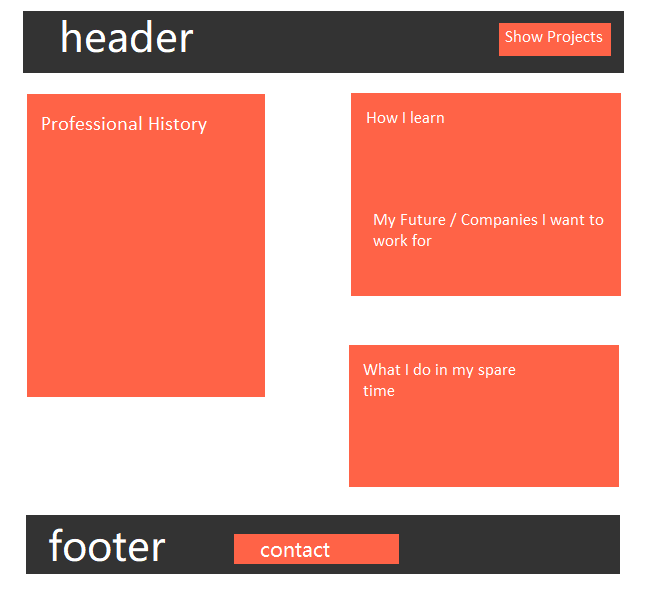 header
Show Projects
Professional History
How I learn
My Future / Companies I want to
work for
What I do in my spare
time
footer
contact